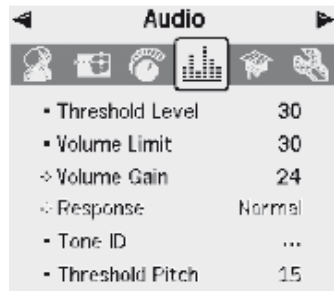 Audio
Threshold Level 30
Volume Limit 30
Volume Gain 24
Response Normal
Tone ID ...
Threshold Pitch 15